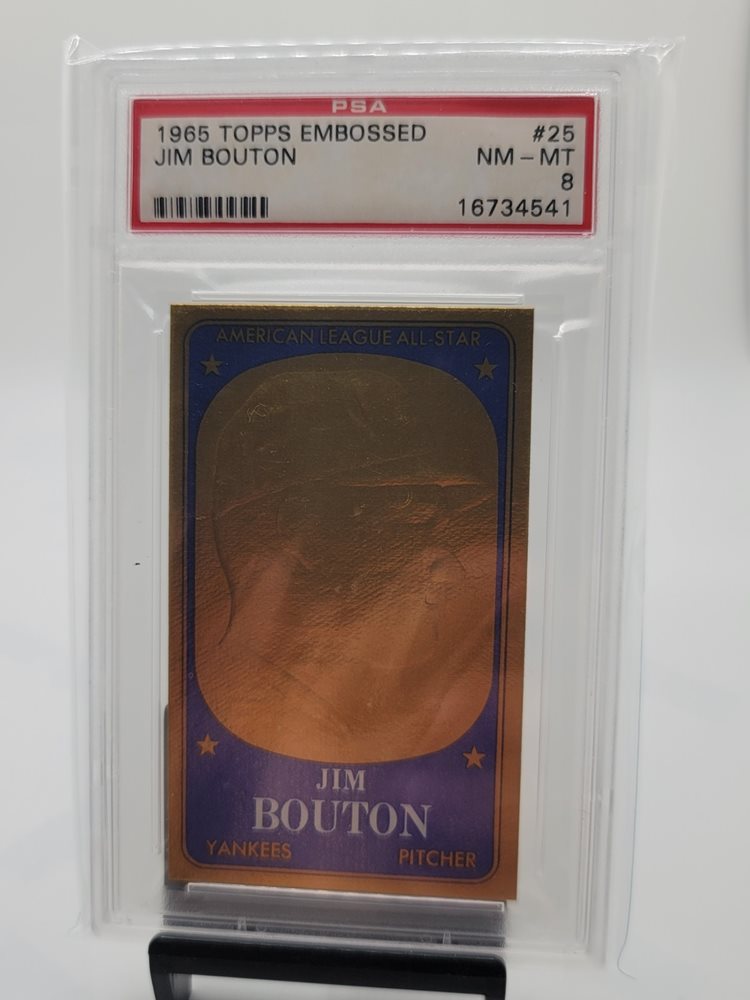 PSA
1965 TOPPS EMBOSSED #25
JIM BOUTON NM - MT
8
16734541
AMERICAN LEAGUE ALL-STAR
JIM
BOUTON
YANKEES PITCHER